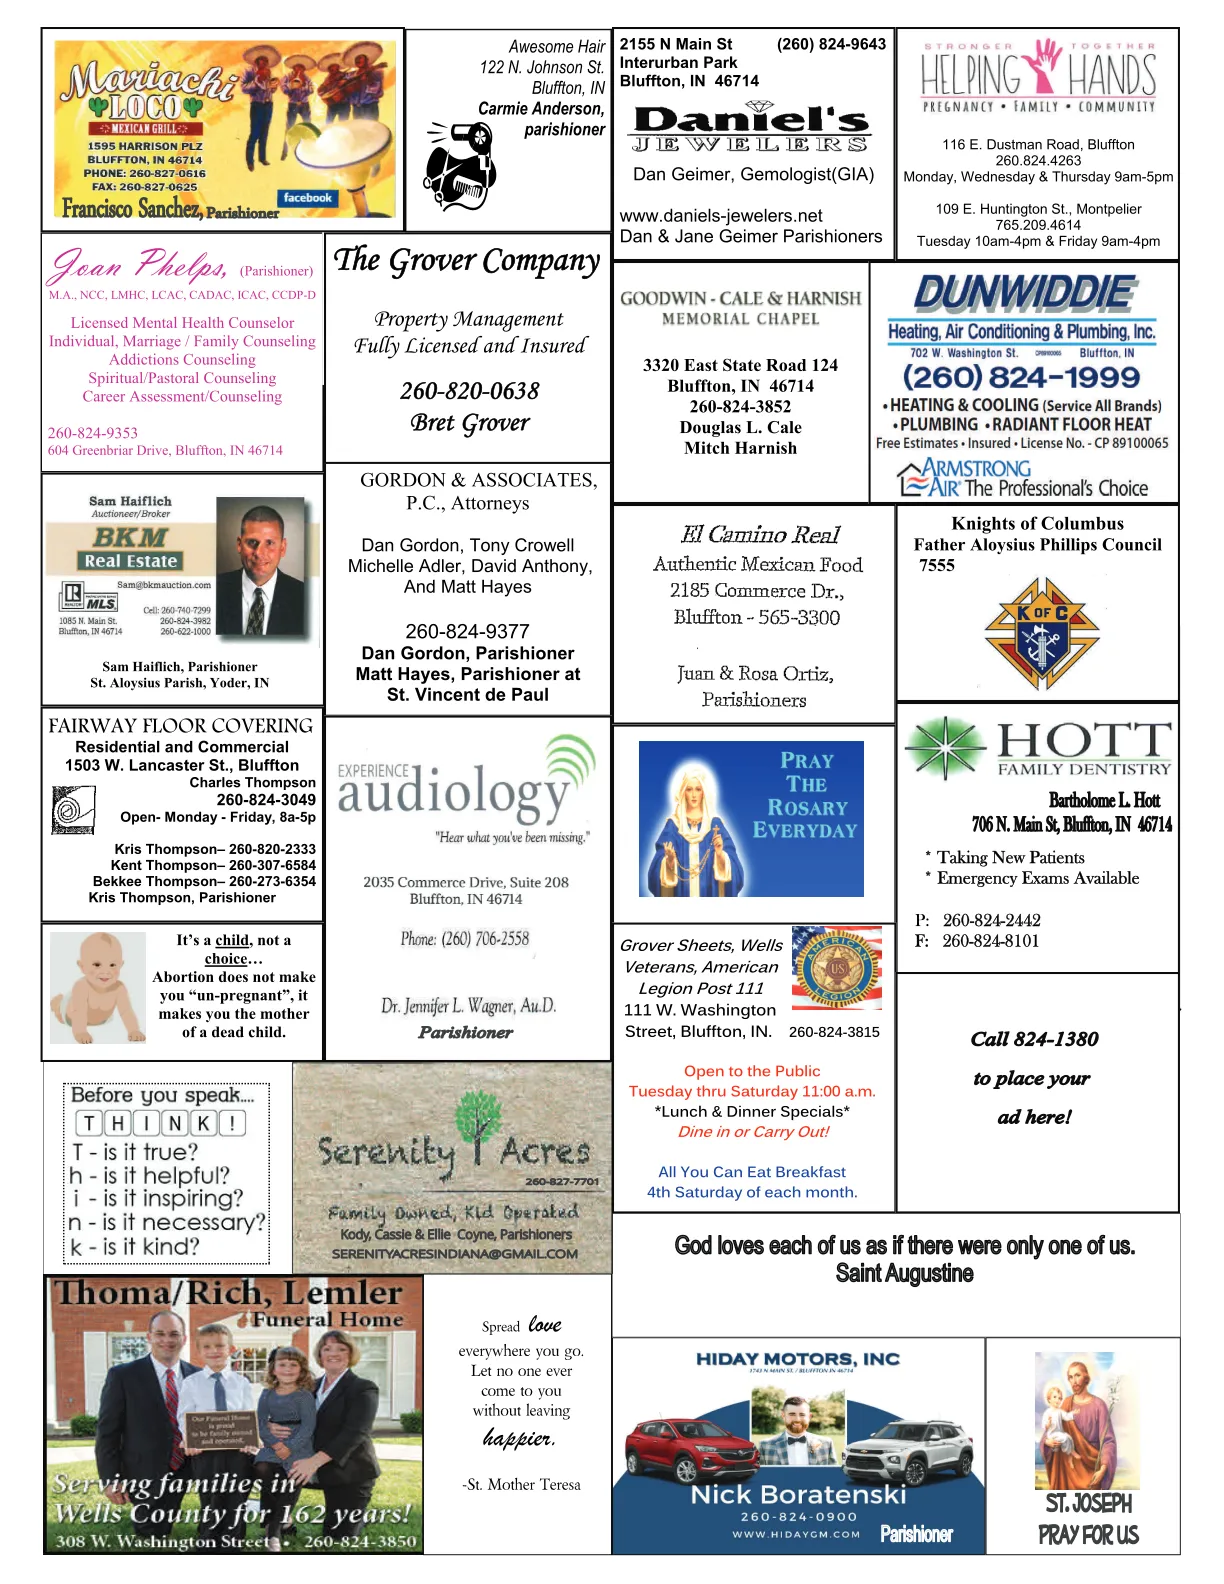 Mariachi
LOCO
MEXICAN GRILL
1595 HARRISON PLZ
BLUFFTON, IN 46714
PHONE: 260-827-0616
FAX: 260-827-0625
facebook
Francisco Sanchez, Parishioner
Awesome Hair
122 N. Johnson St.
Bluffton, IN
Carmie Anderson,
parishioner
2155 N Main St (260) 824-9643
Interurban Park
Bluffton, IN 46714
Daniel's
JEWELERS
Dan Geimer, Gemologist(GIA)
www.daniels-jewelers.net
Dan & Jane Geimer Parishioners
STRONGER TOGETHER
HELPING HANDS
PREGNANCY • FAMILY • COMMUNITY
116 E. Dustman Road, Bluffton
260.824.4263
Monday, Wednesday & Thursday 9am-5pm
109 E. Huntington St., Montpelier
765.209.4614
Tuesday 10am-4pm & Friday 9am-4pm
Joan Phelps, (Parishioner)
M.A., NCC, LMHC, LCAC, CADAC, ICAC, CCDP-D
Licensed Mental Health Counselor
Individual, Marriage / Family Counseling
Addictions Counseling
Spiritual/Pastoral Counseling
Career Assessment/Counseling
260-824-9353
604 Greenbriar Drive, Bluffton, IN 46714
The Grover Company
Property Management
Fully Licensed and Insured
260-820-0638
Bret Grover
GOODWIN - CALE & HARNISH
MEMORIAL CHAPEL
3320 East State Road 124
Bluffton, IN 46714
260-824-3852
Douglas L. Cale
Mitch Harnish
DUNWIDDIE
Heating, Air Conditioning & Plumbing, Inc.
702 W. Washington St. CP89100065 Bluffton, IN
(260) 824-1999
• HEATING & COOLING (Service All Brands)
• PLUMBING • RADIANT FLOOR HEAT
Free Estimates • Insured • License No. - CP 89100065
ARMSTRONG
AIR The Professional's Choice
Sam Haiflich
Auctioneer/Broker
BKM
Real Estate
Sam@bkmauction.com
REALTOR
MLS
Cell: 260-740-7299
1085 N. Main St. 260-824-3982
Bluffton, IN 46714 260-622-1000
Sam Haiflich, Parishioner
St. Aloysius Parish, Yoder, IN
GORDON & ASSOCIATES,
P.C., Attorneys
Dan Gordon, Tony Crowell
Michelle Adler, David Anthony,
And Matt Hayes
260-824-9377
Dan Gordon, Parishioner
Matt Hayes, Parishioner at
St. Vincent de Paul
El Camino Real
Authentic Mexican Food
2185 Commerce Dr.,
Bluffton - 565-3300
Juan & Rosa Ortiz,
Parishioners
Knights of Columbus
Father Aloysius Phillips Council
7555
K OF C
FAIRWAY FLOOR COVERING
Residential and Commercial
1503 W. Lancaster St., Bluffton
Charles Thompson
260-824-3049
Open- Monday - Friday, 8a-5p
Kris Thompson– 260-820-2333
Kent Thompson– 260-307-6584
Bekkee Thompson– 260-273-6354
Kris Thompson, Parishioner
EXPERIENCE
audiology
"Hear what you've been missing."
2035 Commerce Drive, Suite 208
Bluffton, IN 46714
Phone: (260) 706-2558
Dr. Jennifer L. Wagner, Au.D.
Parishioner
PRAY
THE
ROSARY
EVERYDAY
HOTT
FAMILY DENTISTRY
Bartholome L. Hott
706 N. Main St, Bluffton, IN 46714
* Taking New Patients
* Emergency Exams Available
P: 260-824-2442
F: 260-824-8101
It's a child, not a
choice…
Abortion does not make
you “un-pregnant”, it
makes you the mother
of a dead child.
Grover Sheets, Wells
Veterans, American
Legion Post 111
111 W. Washington
Street, Bluffton, IN. 260-824-3815
AMERICAN
US
LEGION
Open to the Public
Tuesday thru Saturday 11:00 a.m.
*Lunch & Dinner Specials*
Dine in or Carry Out!
All You Can Eat Breakfast
4th Saturday of each month.
Call 824-1380
to place your
ad here!
Before you speak....
THINK!
T - is it true?
h - is it helpful?
i - is it inspiring?
n - is it necessary?
k - is it kind?
Serenity Acres
260-827-7701
Family Owned, Kid Operated
Kody, Cassie & Ellie Coyne, Parishioners
SERENITYACRESINDIANA@GMAIL.COM
God loves each of us as if there were only one of us.
Saint Augustine
Thoma/Rich, Lemler
Funeral Home
Our Funeral Home
is proud
to be family owned
and operated.
Serving families in
Wells County for 162 years!
308 W. Washington Street • 260-824-3850
Spread love
everywhere you go.
Let no one ever
come to you
without leaving
happier.
-St. Mother Teresa
HIDAY MOTORS, INC
1743 N MAIN ST. / BLUFFTON IN 46714
Nick Boratenski
260-824-0900
WWW.HIDAYGM.COM Parishioner
ST. JOSEPH
PRAY FOR US